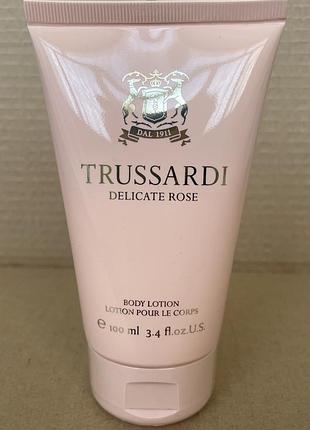 DAL 1911
TRUSSARDI
DELICATE ROSE
BODY LOTION
LOTION POUR LE CORPS
℮ 100 ml 3.4 fl.oz.U.S.